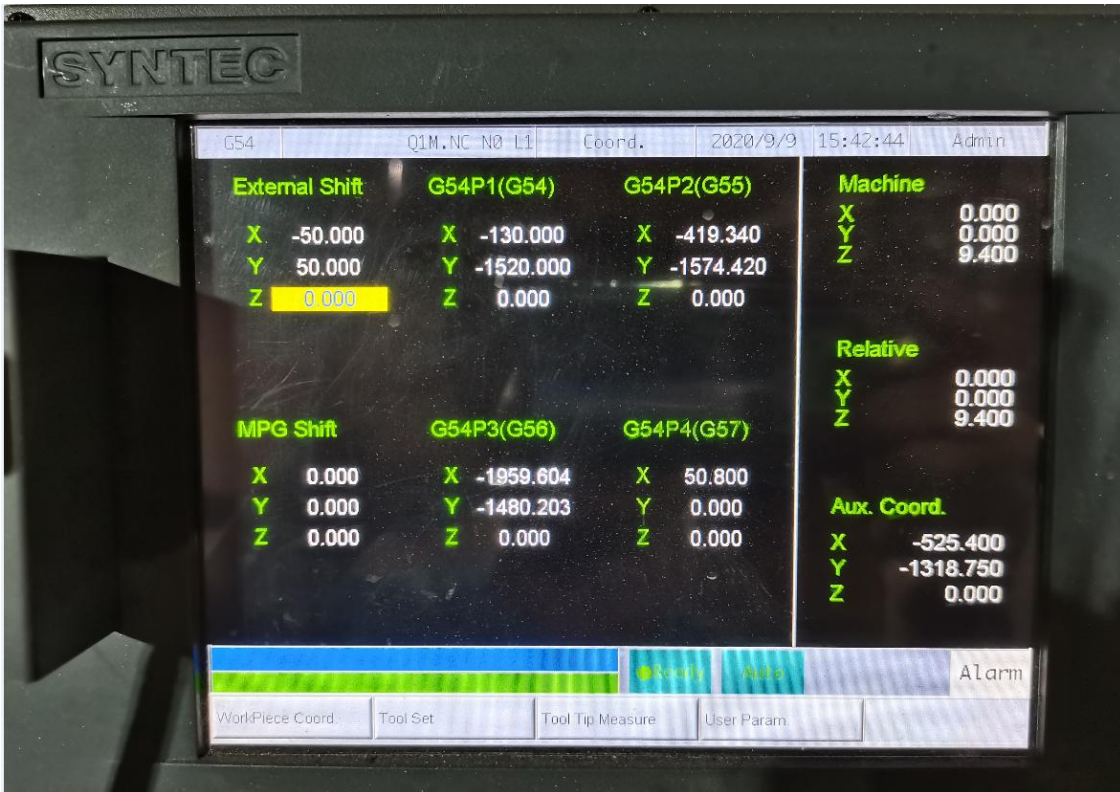 SYNTEC
G54 Q1M.NC N0 L1 Coord. 2020/9/9 15:42:44 Admin
External Shift
X -50.000
Y 50.000
Z 0.000
G54P1(G54)
X -130.000
Y -1520.000
Z 0.000
G54P2(G55)
X -419.340
Y -1574.420
Z 0.000
MPG Shift
X 0.000
Y 0.000
Z 0.000
G54P3(G56)
X -1959.604
Y -1480.203
Z 0.000
G54P4(G57)
X 50.800
Y 0.000
Z 0.000
Machine
X 0.000
Y 0.000
Z 9.400
Relative
X 0.000
Y 0.000
Z 9.400
Aux. Coord.
X -525.400
Y -1318.750
Z 0.000
Ready Auto Alarm
WorkPiece Coord. Tool Set Tool Tip Measure User Param